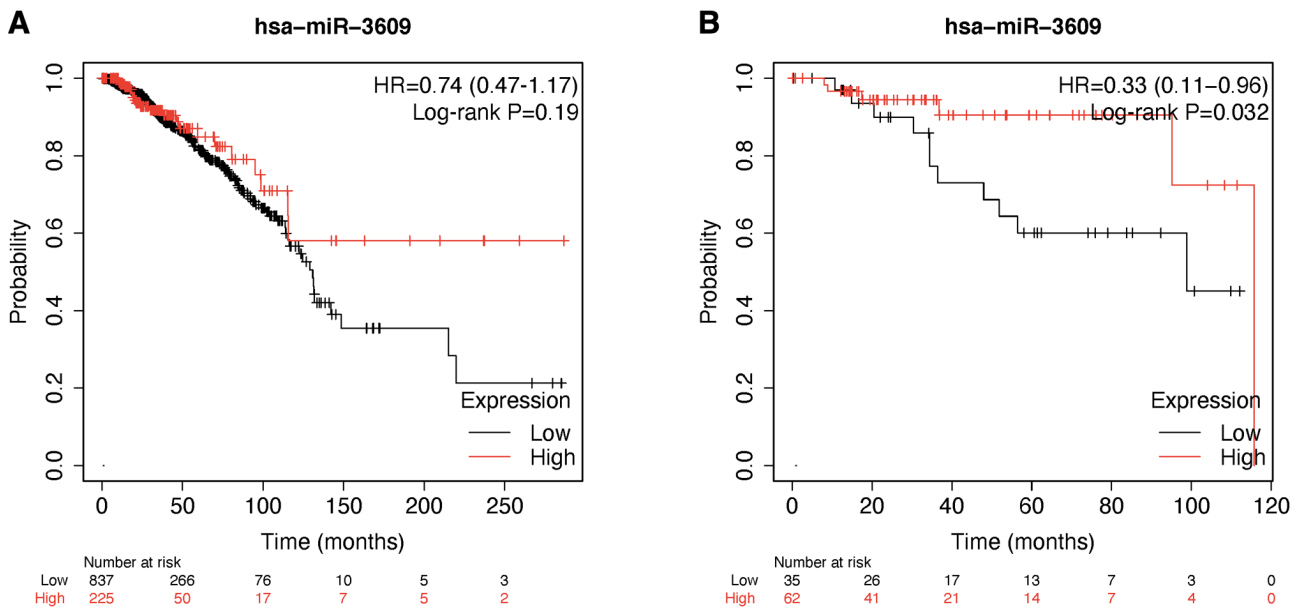 A
hsa−miR−3609
HR=0.74 (0.47-1.17)
Log-rank P=0.19
Probability
1.0
0.8
0.6
0.4
0.2
0.0
Expression
Low
High
0 50 100 150 200 250
Time (months)
Number at risk
Low 837 266 76 10 5 3
High 225 50 17 7 5 2
B
hsa−miR−3609
HR=0.33 (0.11−0.96)
Log-rank P=0.032
Probability
1.0
0.8
0.6
0.4
0.2
0.0
Expression
Low
High
0 20 40 60 80 100 120
Time (months)
Number at risk
Low 35 26 17 13 7 3 0
High 62 41 21 14 7 4 0